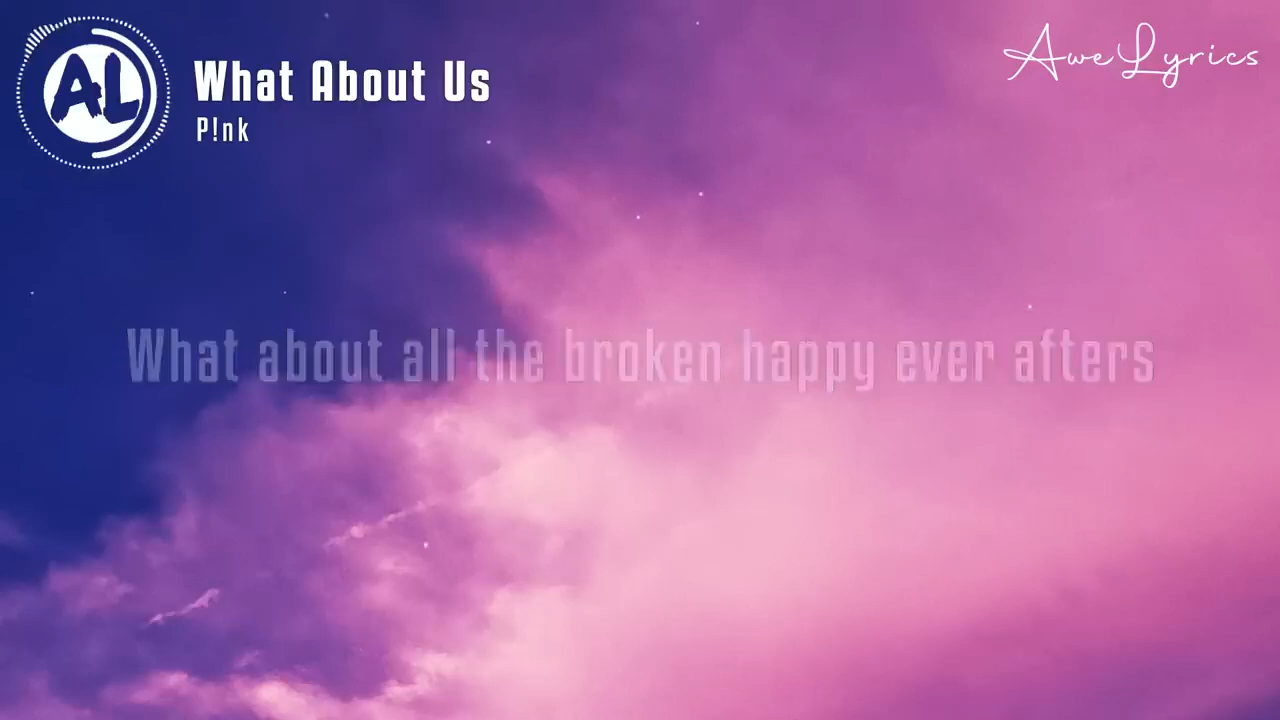 AL
What About Us
P!nk
AweLyrics
What about all the broken happy ever afters